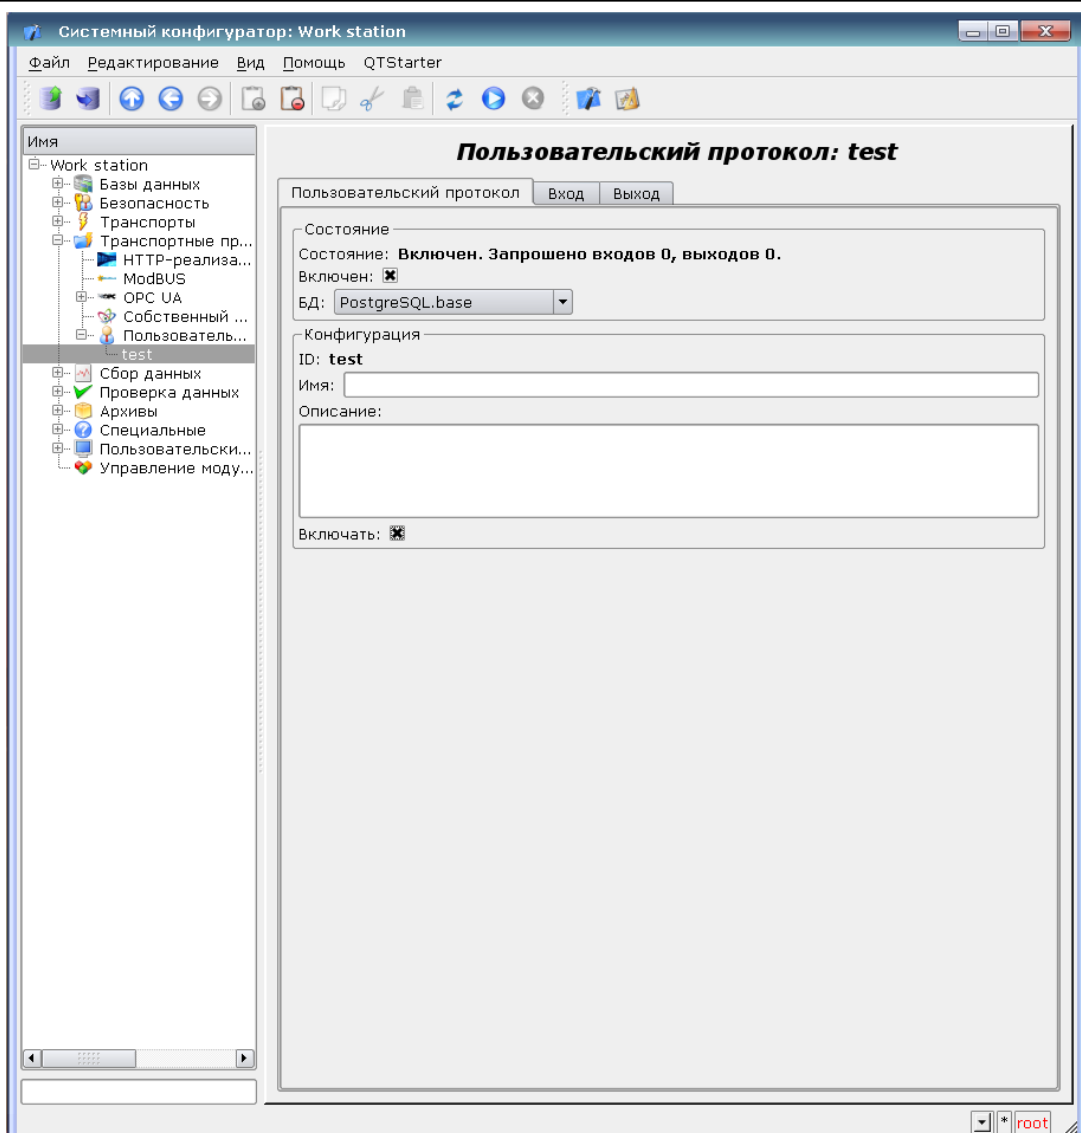 Системный конфигуратор: Work station
Файл Редактирование Вид Помощь QTStarter
Имя
Work station
Базы данных
Безопасность
Транспорты
Транспортные пр...
HTTP-реализа...
ModBUS
OPC UA
Собственный ...
Пользователь...
test
Сбор данных
Проверка данных
Архивы
Специальные
Пользовательски...
Управление моду...
Пользовательский протокол: test
Пользовательский протокол Вход Выход
Состояние
Состояние: Включен. Запрошено входов 0, выходов 0.
Включен:
БД: PostgreSQL.base
Конфигурация
ID: test
Имя:
Описание:
Включать:
* root